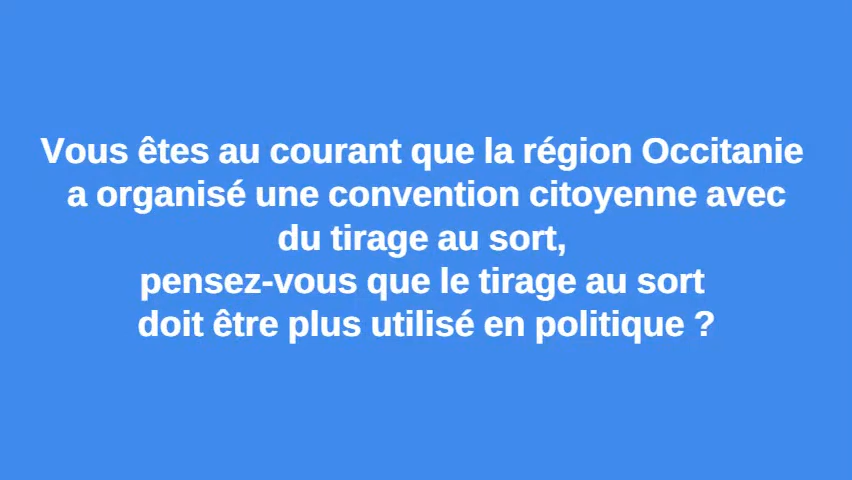 Vous êtes au courant que la région Occitanie
a organisé une convention citoyenne avec
du tirage au sort,
pensez-vous que le tirage au sort
doit être plus utilisé en politique ?